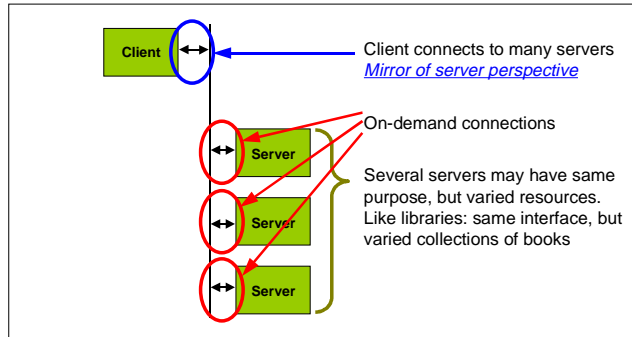 Client
Client connects to many servers
Mirror of server perspective
On-demand connections
Server
Several servers may have same
purpose, but varied resources.
Like libraries: same interface, but
varied collections of books
Server
Server